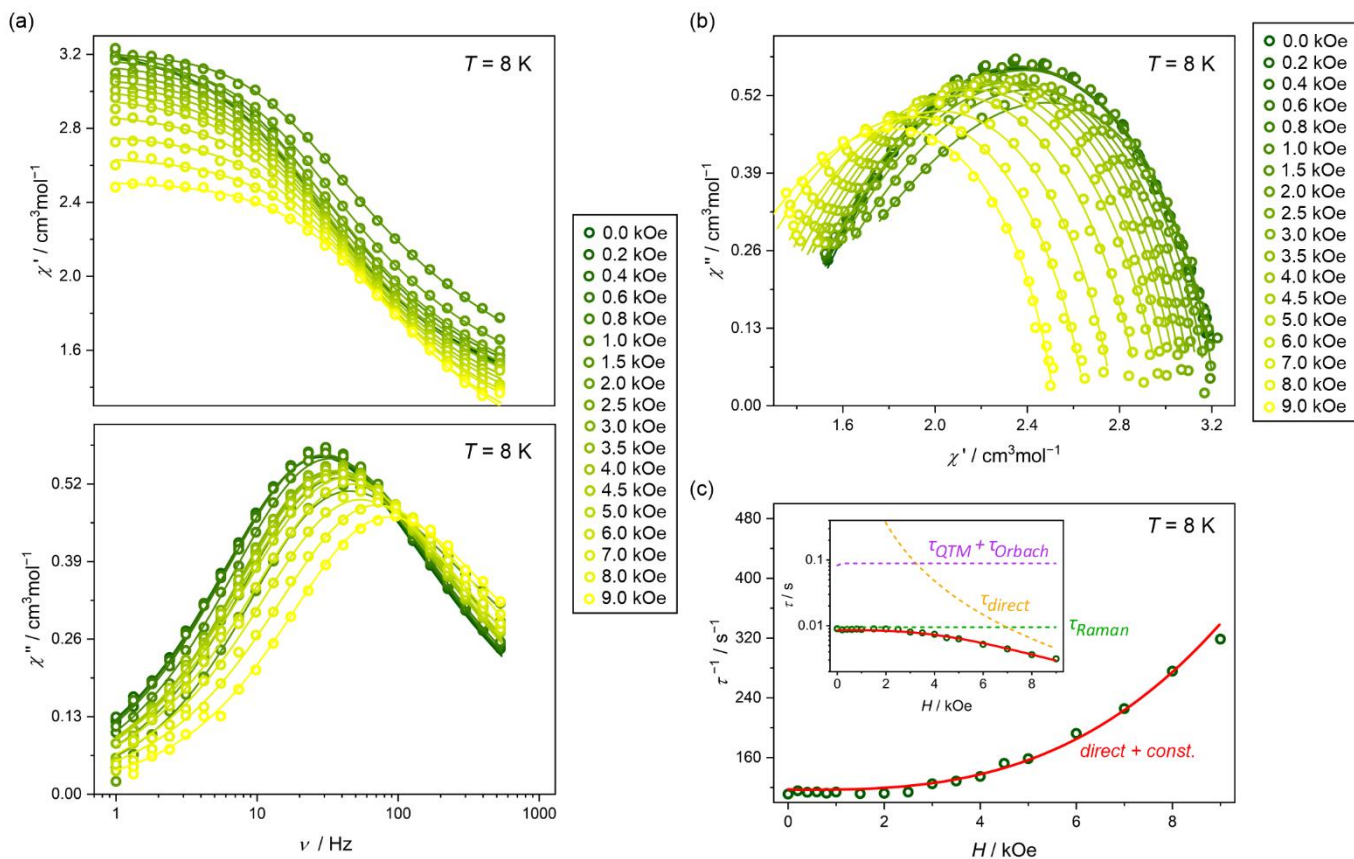 (a)
3.2
2.8
2.4
2.0
1.6
χ' / cm³mol⁻¹
T = 8 K
0.52
0.39
0.26
0.13
0.00
χ" / cm³mol⁻¹
T = 8 K
1
10
100
1000
ν / Hz
0.0 kOe
0.2 kOe
0.4 kOe
0.6 kOe
0.8 kOe
1.0 kOe
1.5 kOe
2.0 kOe
2.5 kOe
3.0 kOe
3.5 kOe
4.0 kOe
4.5 kOe
5.0 kOe
6.0 kOe
7.0 kOe
8.0 kOe
9.0 kOe
(b)
T = 8 K
0.52
0.39
0.26
0.13
0.00
χ" / cm³mol⁻¹
1.6
2.0
2.4
2.8
3.2
χ' / cm³mol⁻¹
0.0 kOe
0.2 kOe
0.4 kOe
0.6 kOe
0.8 kOe
1.0 kOe
1.5 kOe
2.0 kOe
2.5 kOe
3.0 kOe
3.5 kOe
4.0 kOe
4.5 kOe
5.0 kOe
6.0 kOe
7.0 kOe
8.0 kOe
9.0 kOe
(c)
T = 8 K
480
400
320
240
160
τ⁻¹ / s⁻¹
0
2
4
6
8
H / kOe
direct + const.
0.1
0.01
τ / s
0
2
4
6
8
H / kOe
τQTM + τOrbach
τdirect
τRaman